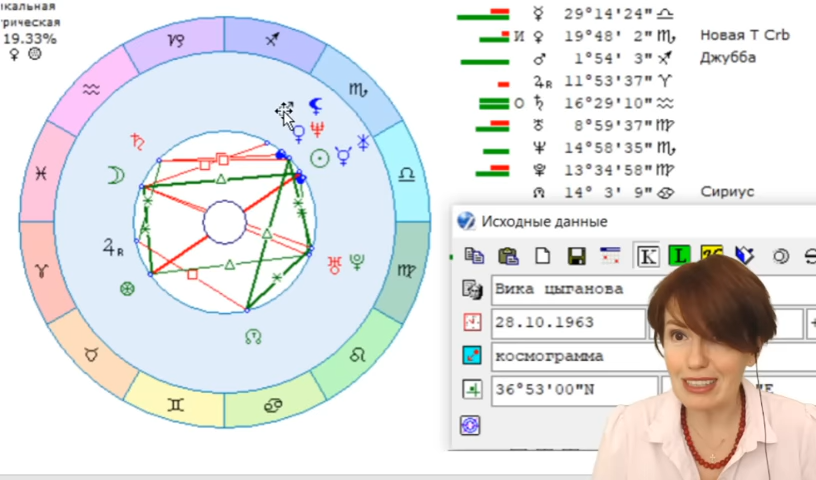 19.33%
29°14'24"
И 19°48' 2" Новая T Crb
1°54' 3" Джубба
R 11°53'37"
O 16°29'10"
8°59'37"
14°58'35"
13°34'58"
14° 3' 9" Сириус
R
Исходные данные
K L
Вика цыганова
28.10.1963
космограмма
36°53'00"N "E